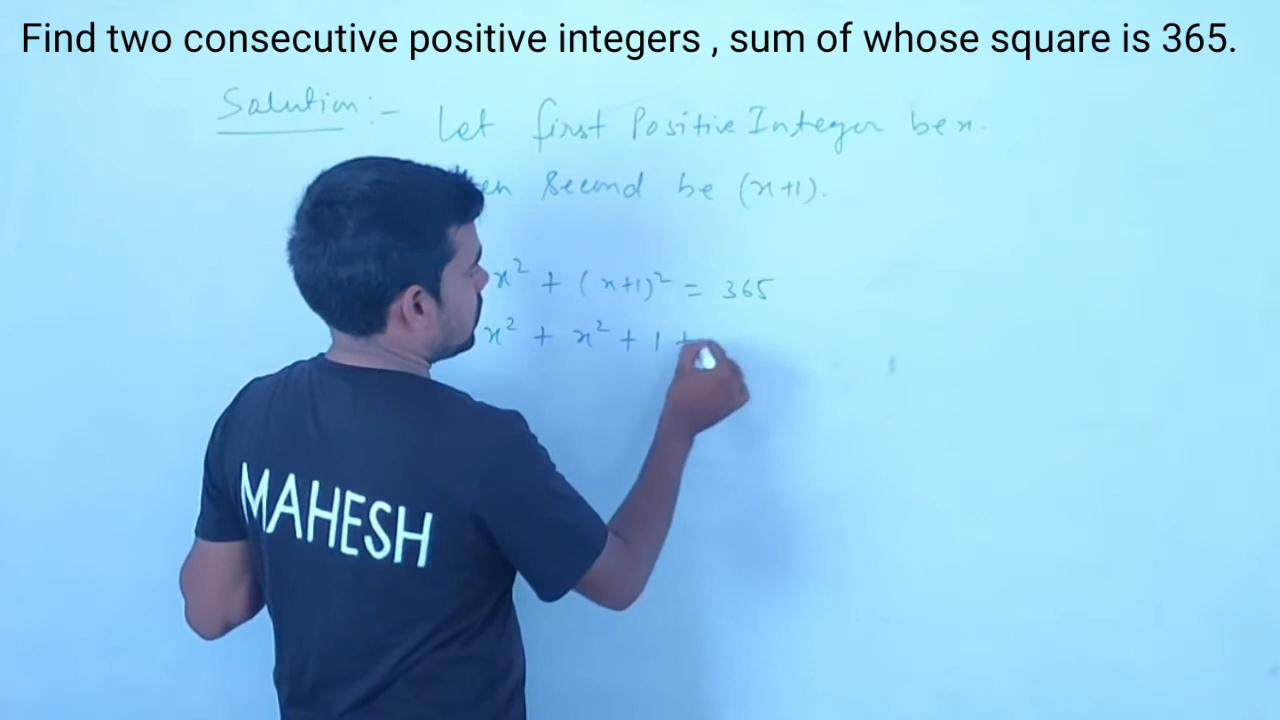 Find two consecutive positive integers , sum of whose square is 365.
Solution:- Let first Positive Integer be x.
second be (x+1).
x² + (x+1)² = 365
x² + x² + 1 +
MAHESH